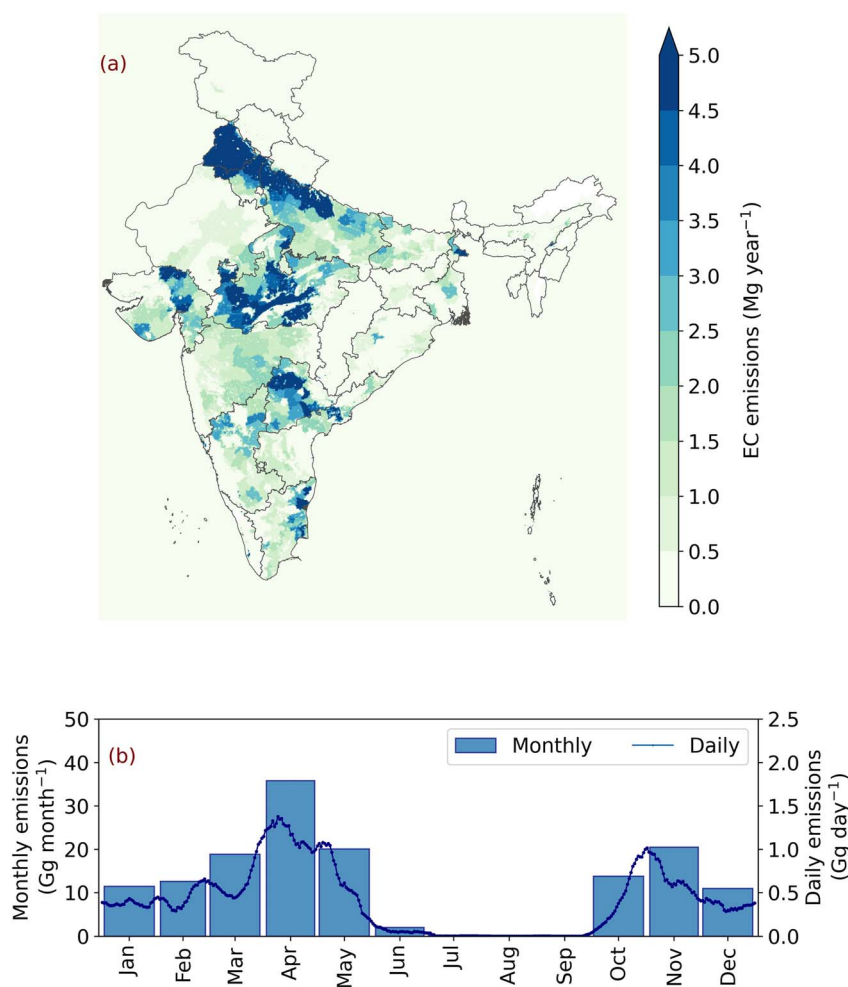 (a)
5.0
4.5
4.0
3.5
3.0
2.5
2.0
1.5
1.0
0.5
0.0
EC emissions (Mg year⁻¹)
(b)
Monthly Daily
50
40
30
20
10
0
Monthly emissions
(Gg month⁻¹)
2.5
2.0
1.5
1.0
0.5
0.0
Daily emissions
(Gg day⁻¹)
Jan Feb Mar Apr May Jun Jul Aug Sep Oct Nov Dec